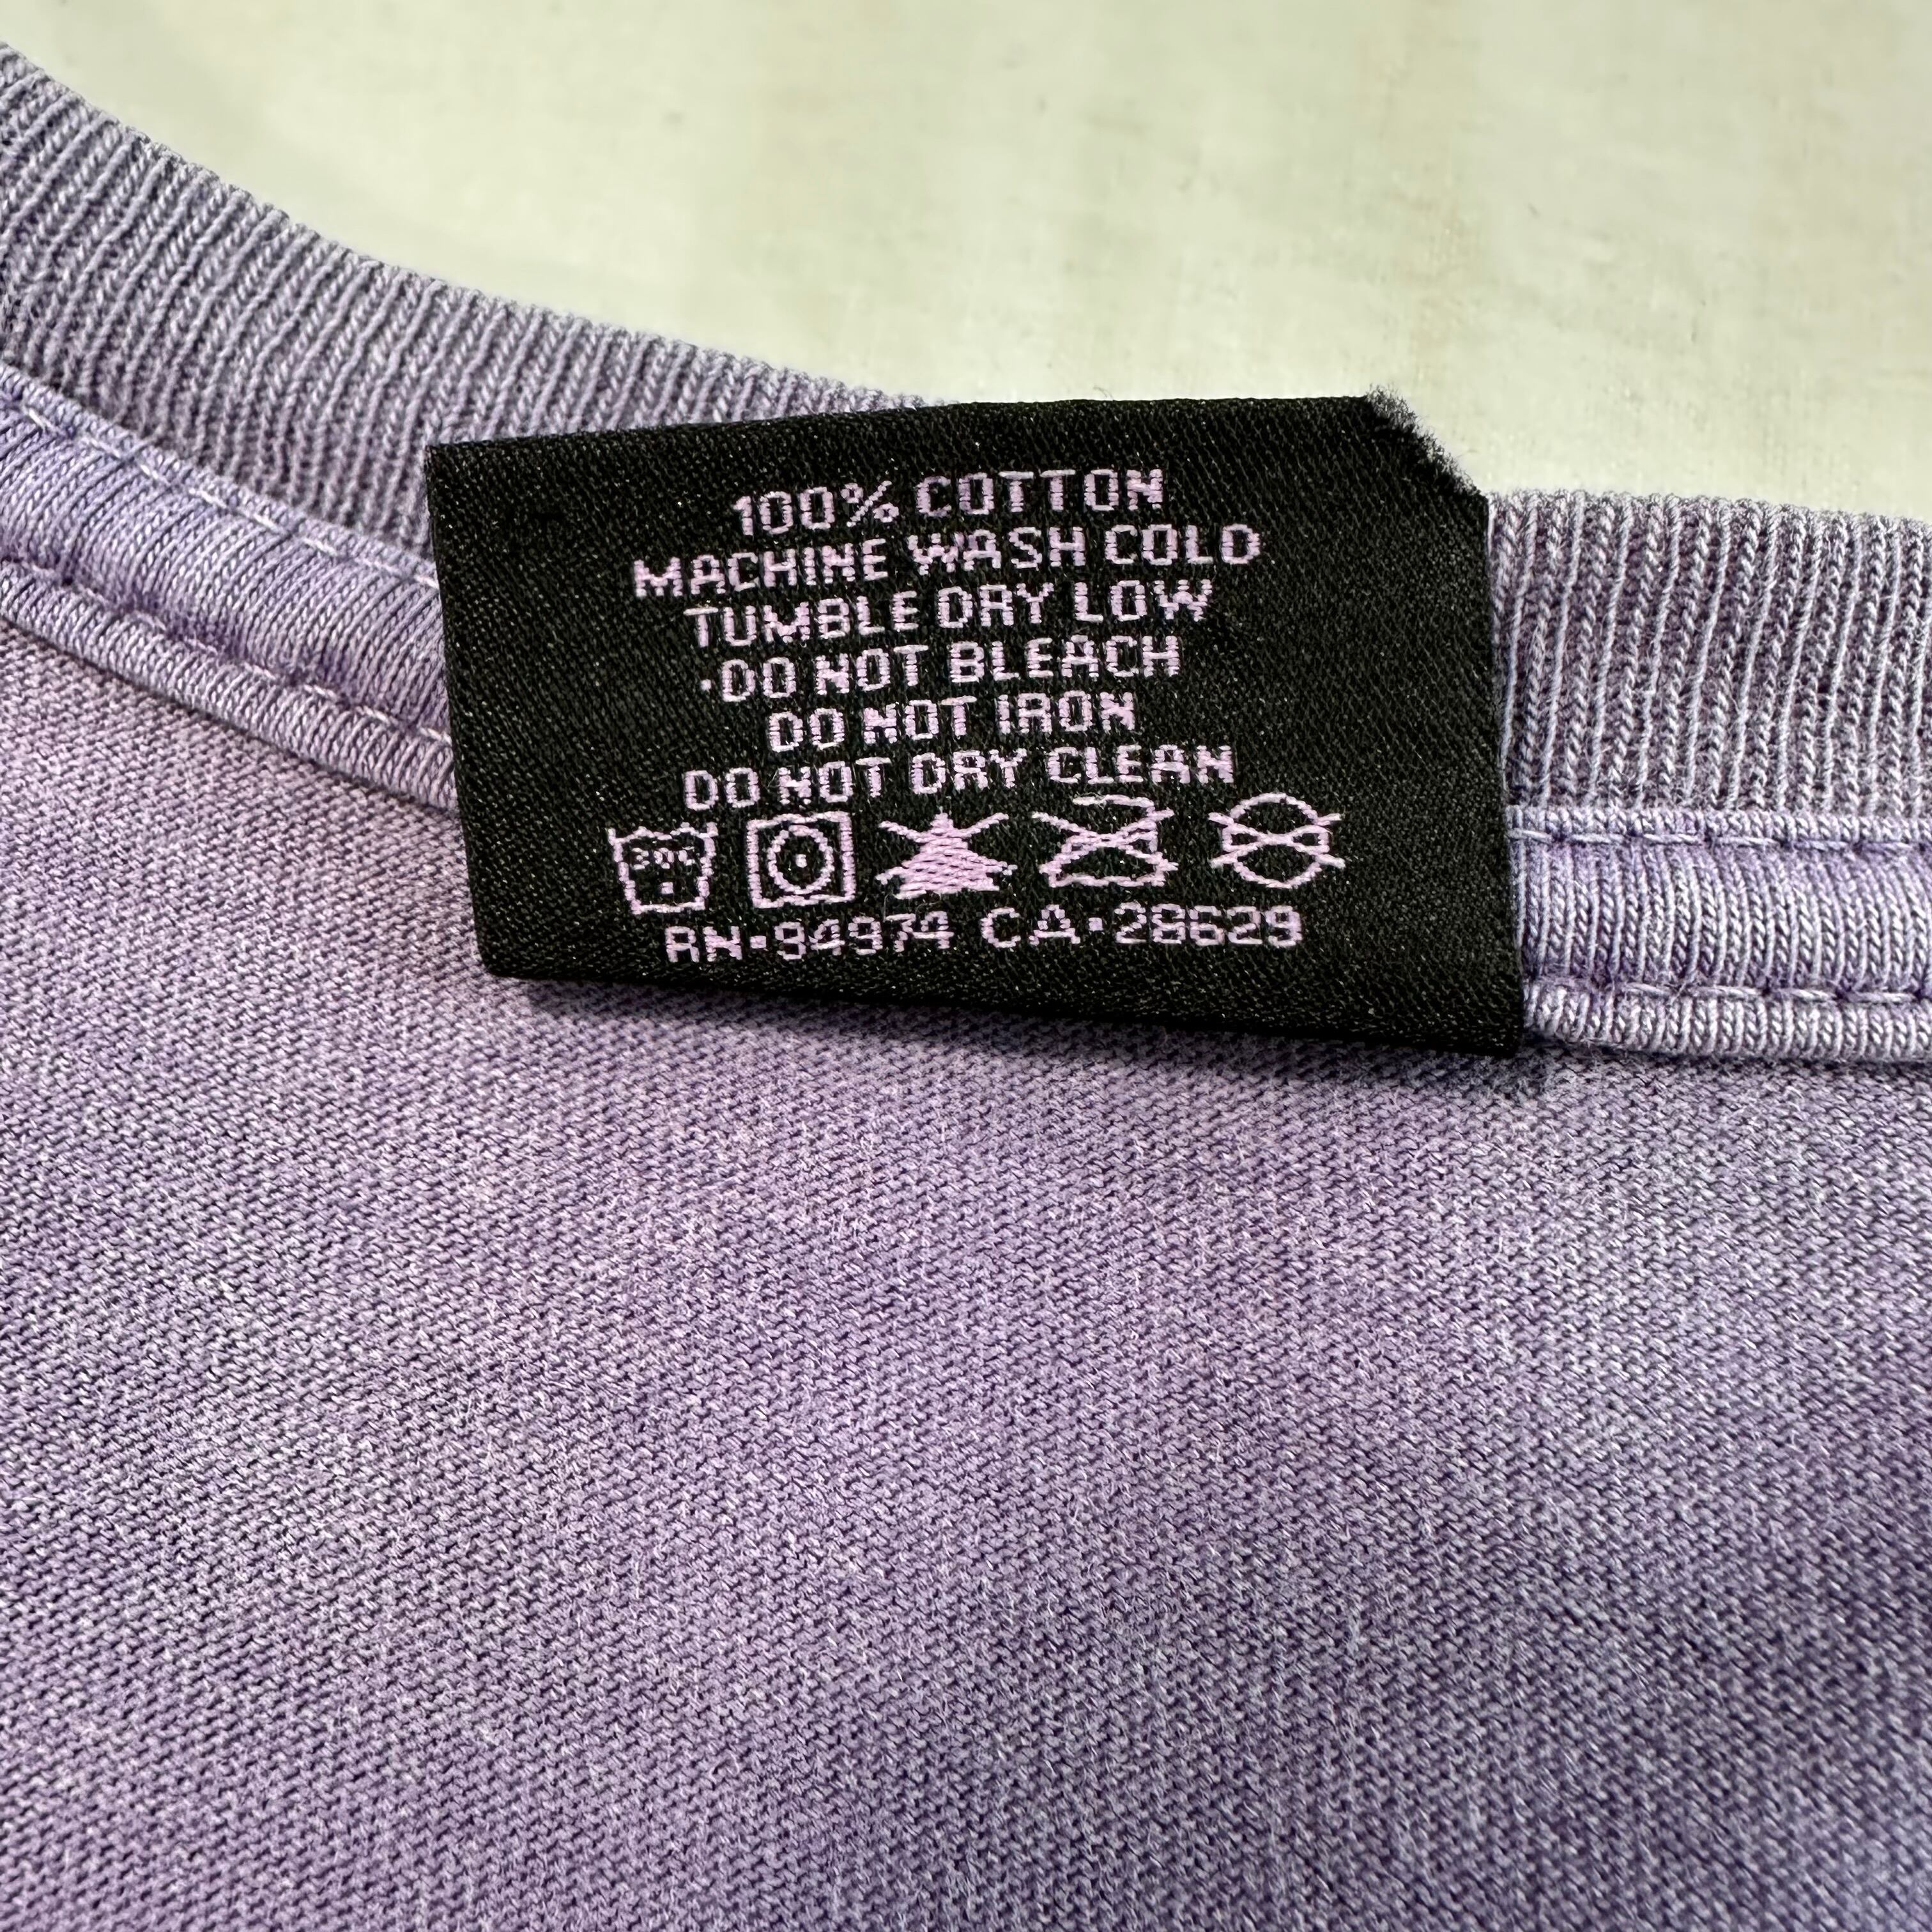 100% COTTON
MACHINE WASH COLD
TUMBLE DRY LOW
·DO NOT BLEACH
DO NOT IRON
DO NOT DRY CLEAN
30C
RN·94974 CA·28629